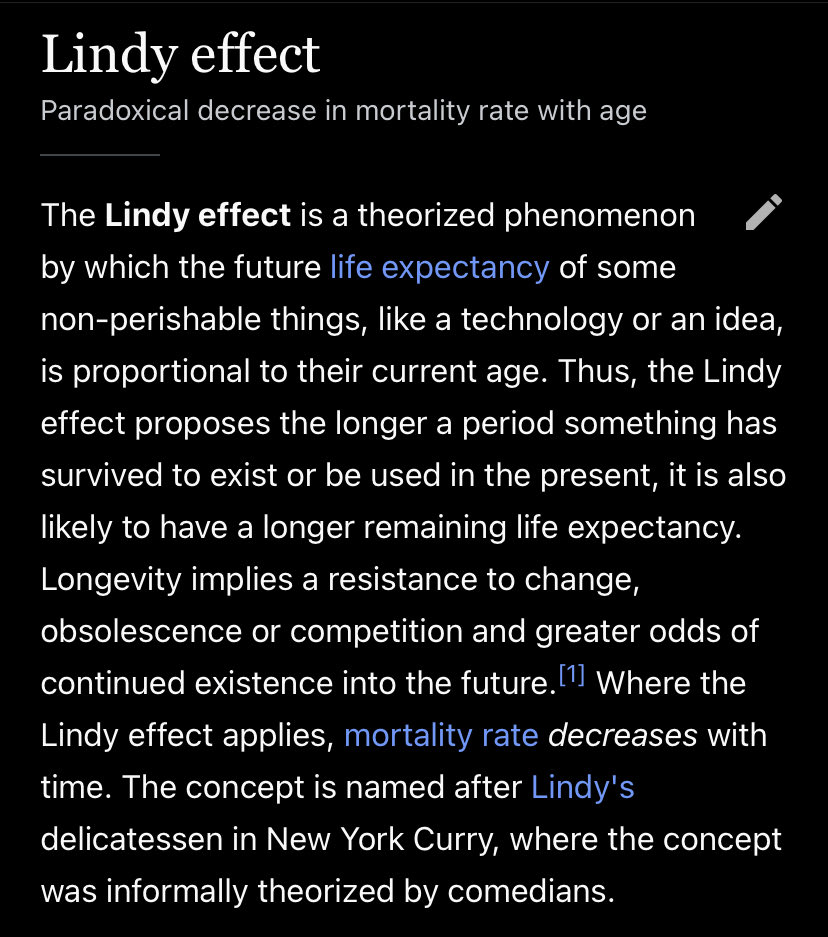 Lindy effect
Paradoxical decrease in mortality rate with age
The Lindy effect is a theorized phenomenon
by which the future life expectancy of some
non-perishable things, like a technology or an idea,
is proportional to their current age. Thus, the Lindy
effect proposes the longer a period something has
survived to exist or be used in the present, it is also
likely to have a longer remaining life expectancy.
Longevity implies a resistance to change,
obsolescence or competition and greater odds of
continued existence into the future.[1] Where the
Lindy effect applies, mortality rate decreases with
time. The concept is named after Lindy's
delicatessen in New York Curry, where the concept
was informally theorized by comedians.